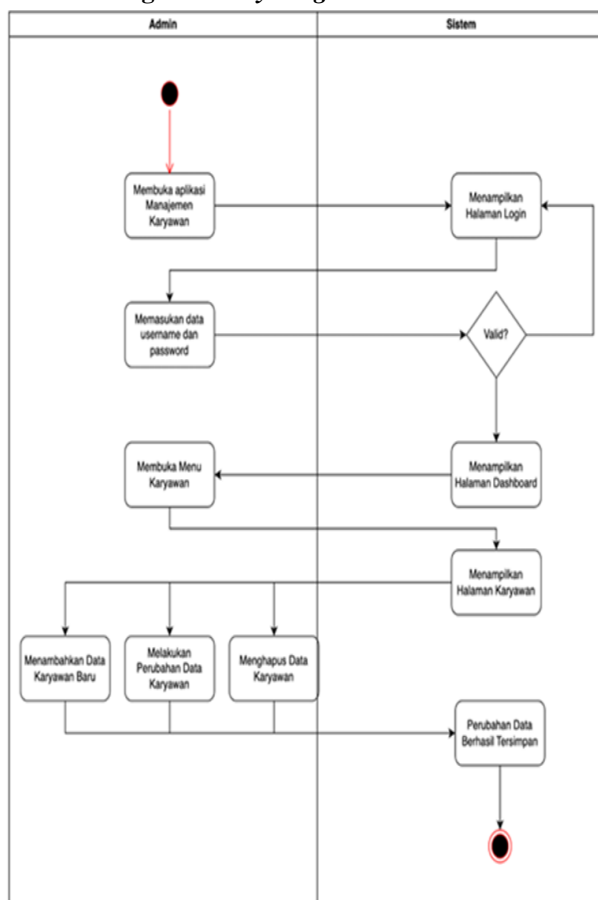 Admin
Sistem
Membuka aplikasi
Manajemen
Karyawan
Menampilkan
Halaman Login
Memasukan data
username dan
password
Valid?
Membuka Menu
Karyawan
Menampilkan
Halaman Dashboard
Menampilkan
Halaman Karyawan
Menambahkan Data
Karyawan Baru
Melakukan
Perubahan Data
Karyawan
Menghapus Data
Karyawan
Perubahan Data
Berhasil Tersimpan